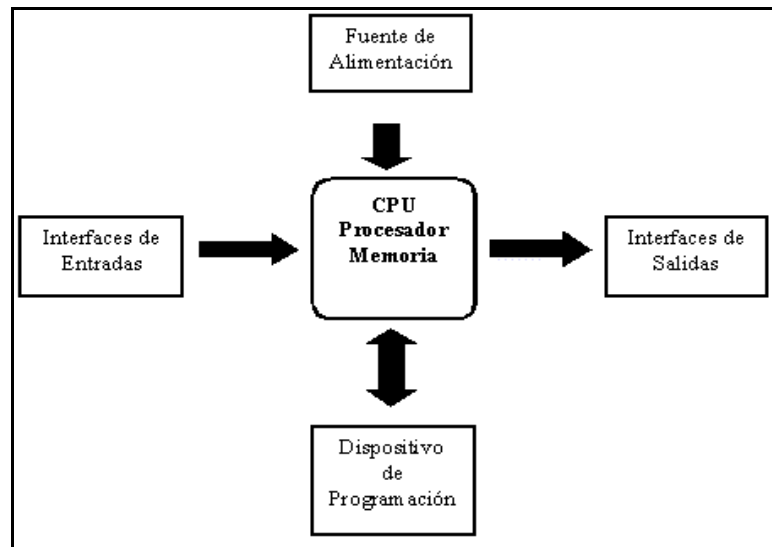 Fuente de
Alimentación
CPU
Procesador
Memoria
Interfaces de
Entradas
Interfaces de
Salidas
Dispositivo
de
Programación